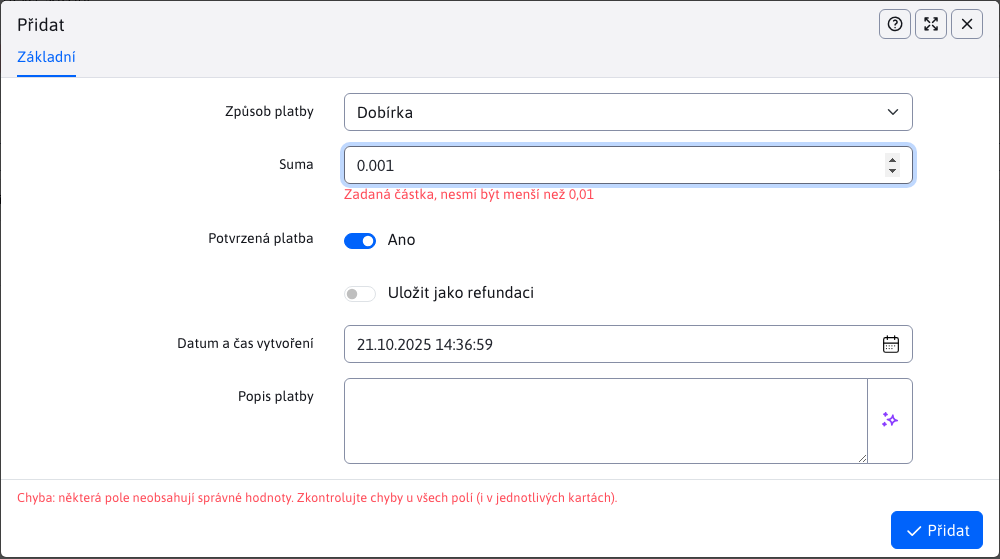 Přidat
Základní
Způsob platby
Dobírka
Suma
0.001
Zadaná částka, nesmí být menší než 0,01
Potvrzená platba
Ano
Uložit jako refundaci
Datum a čas vytvoření
21.10.2025 14:36:59
Popis platby
Chyba: některá pole neobsahují správné hodnoty. Zkontrolujte chyby u všech polí (i v jednotlivých kartách).
Přidat